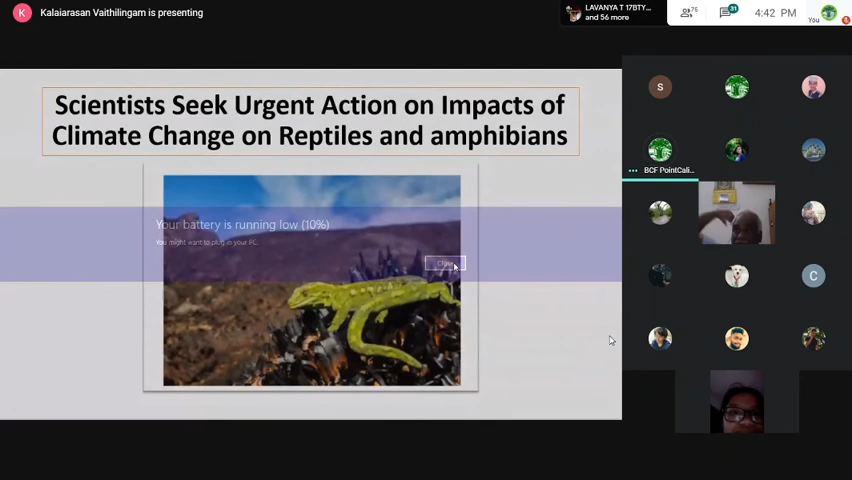 K
Kalaiarasan Vaithilingam is presenting
LAVANYA T 17BTY...
and 56 more
75
31
4:42 PM
You
Scientists Seek Urgent Action on Impacts of
Climate Change on Reptiles and amphibians
Your battery is running low (10%)
You might want to plug in your PC.
Close
S
BCF PointCali...
C